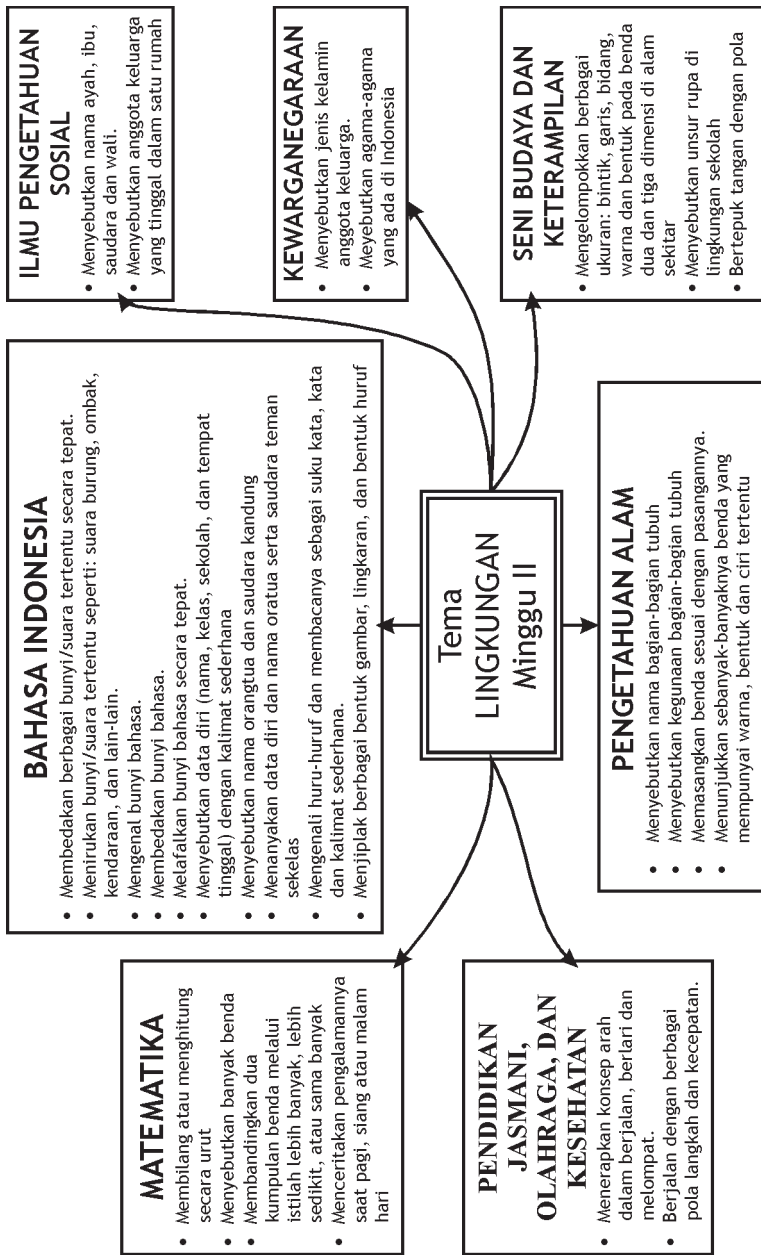 MATEMATIKA
• Membilang atau menghitung
secara urut
• Menyebutkan banyak benda
• Membandingkan dua
kumpulan benda melalui
istilah lebih banyak, lebih
sedikit, atau sama banyak
• Menceritakan pengalamannya
saat pagi, siang atau malam
hari
BAHASA INDONESIA
• Membedakan berbagai bunyi/suara tertentu secara tepat.
• Menirukan bunyi/suara tertentu seperti: suara burung, ombak,
kendaraan, dan lain-lain.
• Mengenal bunyi bahasa.
• Membedakan bunyi bahasa.
• Melafalkan bunyi bahasa secara tepat.
• Menyebutkan data diri (nama, kelas, sekolah, dan tempat
tinggal) dengan kalimat sederhana
• Menyebutkan nama orangtua dan saudara kandung
• Menanyakan data diri dan nama oratua serta saudara teman
sekelas
• Mengenali huru-huruf dan membacanya sebagai suku kata, kata
dan kalimat sederhana.
• Menjiplak berbagai bentuk gambar, lingkaran, dan bentuk huruf
ILMU PENGETAHUAN
SOSIAL
• Menyebutkan nama ayah, ibu,
saudara dan wali.
• Menyebutkan anggota keluarga
yang tinggal dalam satu rumah
KEWARGANEGARAAN
• Menyebutkan jenis kelamin
anggota keluarga.
• Meyebutkan agama-agama
yang ada di Indonesia
Tema
LINGKUNGAN
Minggu II
PENDIDIKAN
JASMANI,
OLAHRAGA, DAN
KESEHATAN
• Menerapkan konsep arah
dalam berjalan, berlari dan
melompat.
• Berjalan dengan berbagai
pola langkah dan kecepatan.
PENGETAHUAN ALAM
• Menyebutkan nama bagian-bagian tubuh
• Menyebutkan kegunaan bagian-bagian tubuh
• Memasangkan benda sesuai dengan pasangannya.
• Menunjukkan sebanyak-banyaknya benda yang
mempunyai warna, bentuk dan ciri tertentu
SENI BUDAYA DAN
KETERAMPILAN
• Mengelompokkan berbagai
ukuran: bintik, garis, bidang,
warna dan bentuk pada benda
dua dan tiga dimensi di alam
sekitar
• Menyebutkan unsur rupa di
lingkungan sekolah
• Bertepuk tangan dengan pola